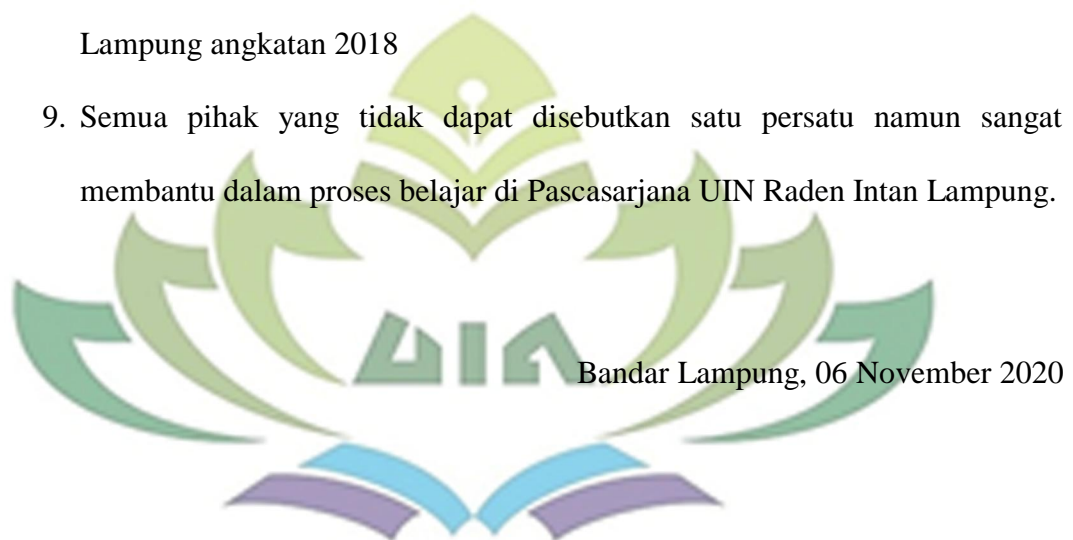 Lampung angkatan 2018
9. Semua pihak yang tidak dapat disebutkan satu persatu namun sangat
membantu dalam proses belajar di Pascasarjana UIN Raden Intan Lampung.
UIN
Bandar Lampung, 06 November 2020